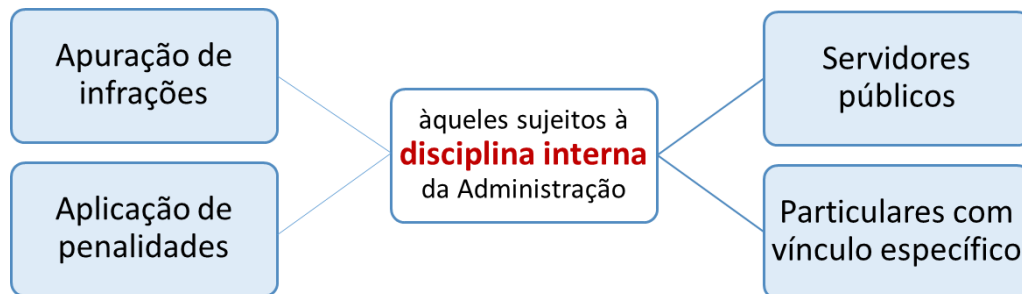 Apuração de
infrações
Aplicação de
penalidades
àqueles sujeitos à
disciplina interna
da Administração
Servidores
públicos
Particulares com
vínculo específico